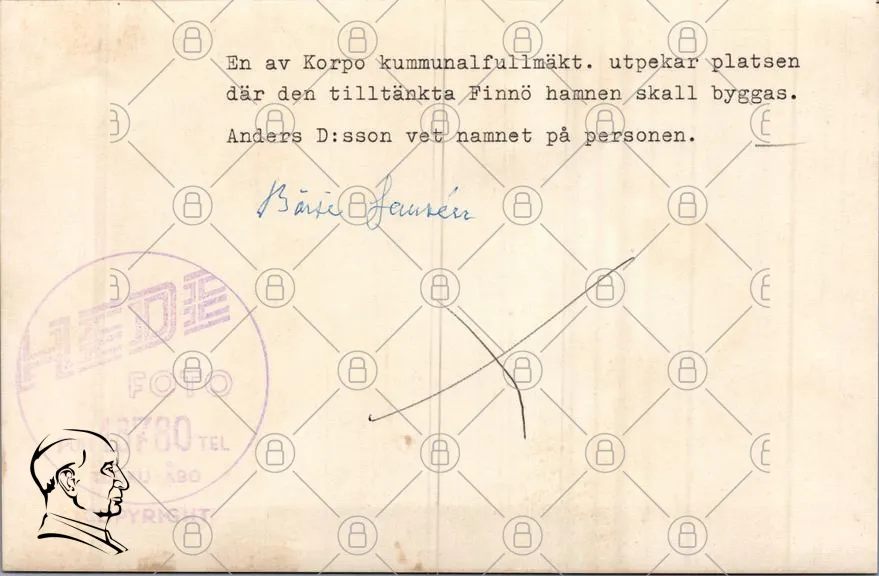 En av Korpo kummunalfullmäkt. utpekar platsen
där den tilltänkta Finnö hamnen skall byggas.
Anders D:sson vet namnet på personen.
Börje
HEDE
FOTO
TEL
ÅBO